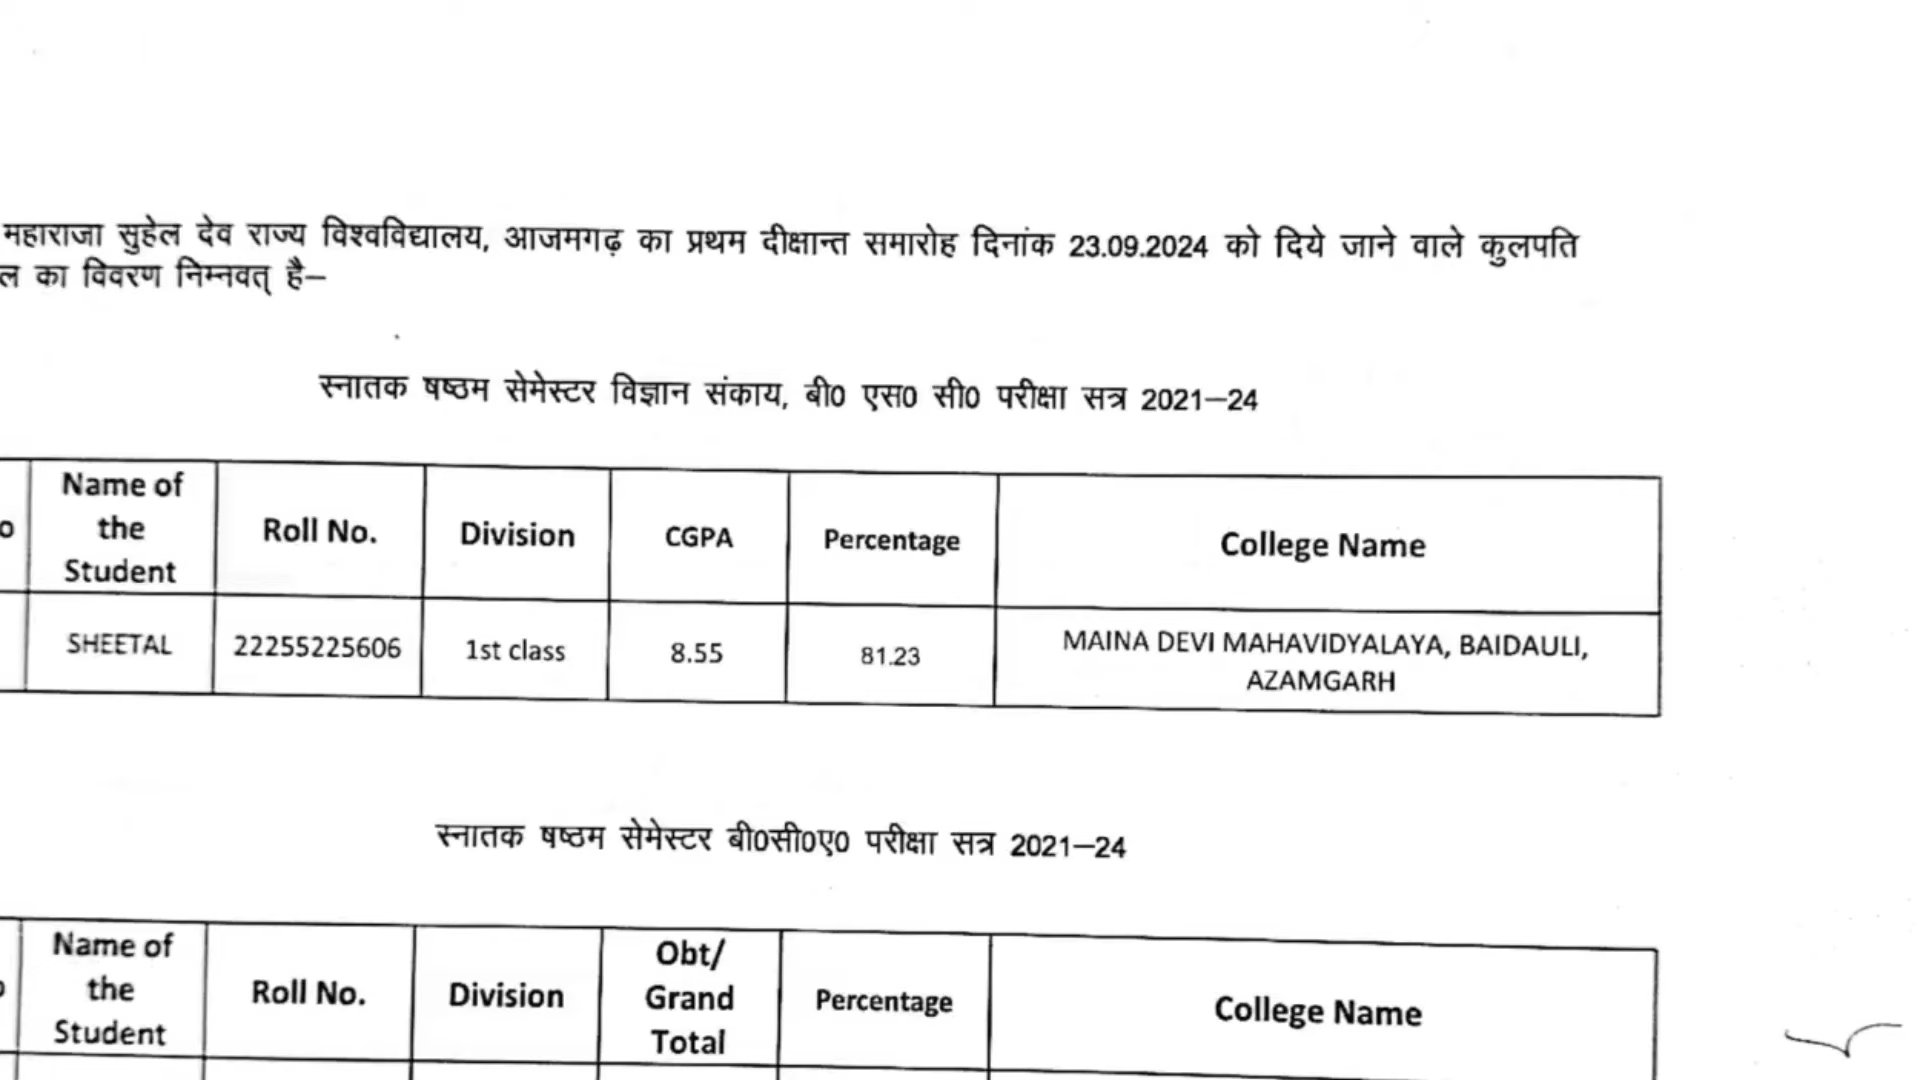 महाराजा सुहेल देव राज्य विश्वविद्यालय, आजमगढ़ का प्रथम दीक्षान्त समारोह दिनांक 23.09.2024 को दिये जाने वाले कुलपति
ल का विवरण निम्नवत् है–
स्नातक षष्ठम सेमेस्टर विज्ञान संकाय, बी0 एस0 सी0 परीक्षा सत्र 2021–24
o Name of the Student Roll No. Division CGPA Percentage College Name
SHEETAL 22255225606 1st class 8.55 81.23 MAINA DEVI MAHAVIDYALAYA, BAIDAULI,
AZAMGARH
स्नातक षष्ठम सेमेस्टर बी0सी0ए0 परीक्षा सत्र 2021–24
Name of the Student Roll No. Division Obt/ Grand Total Percentage College Name